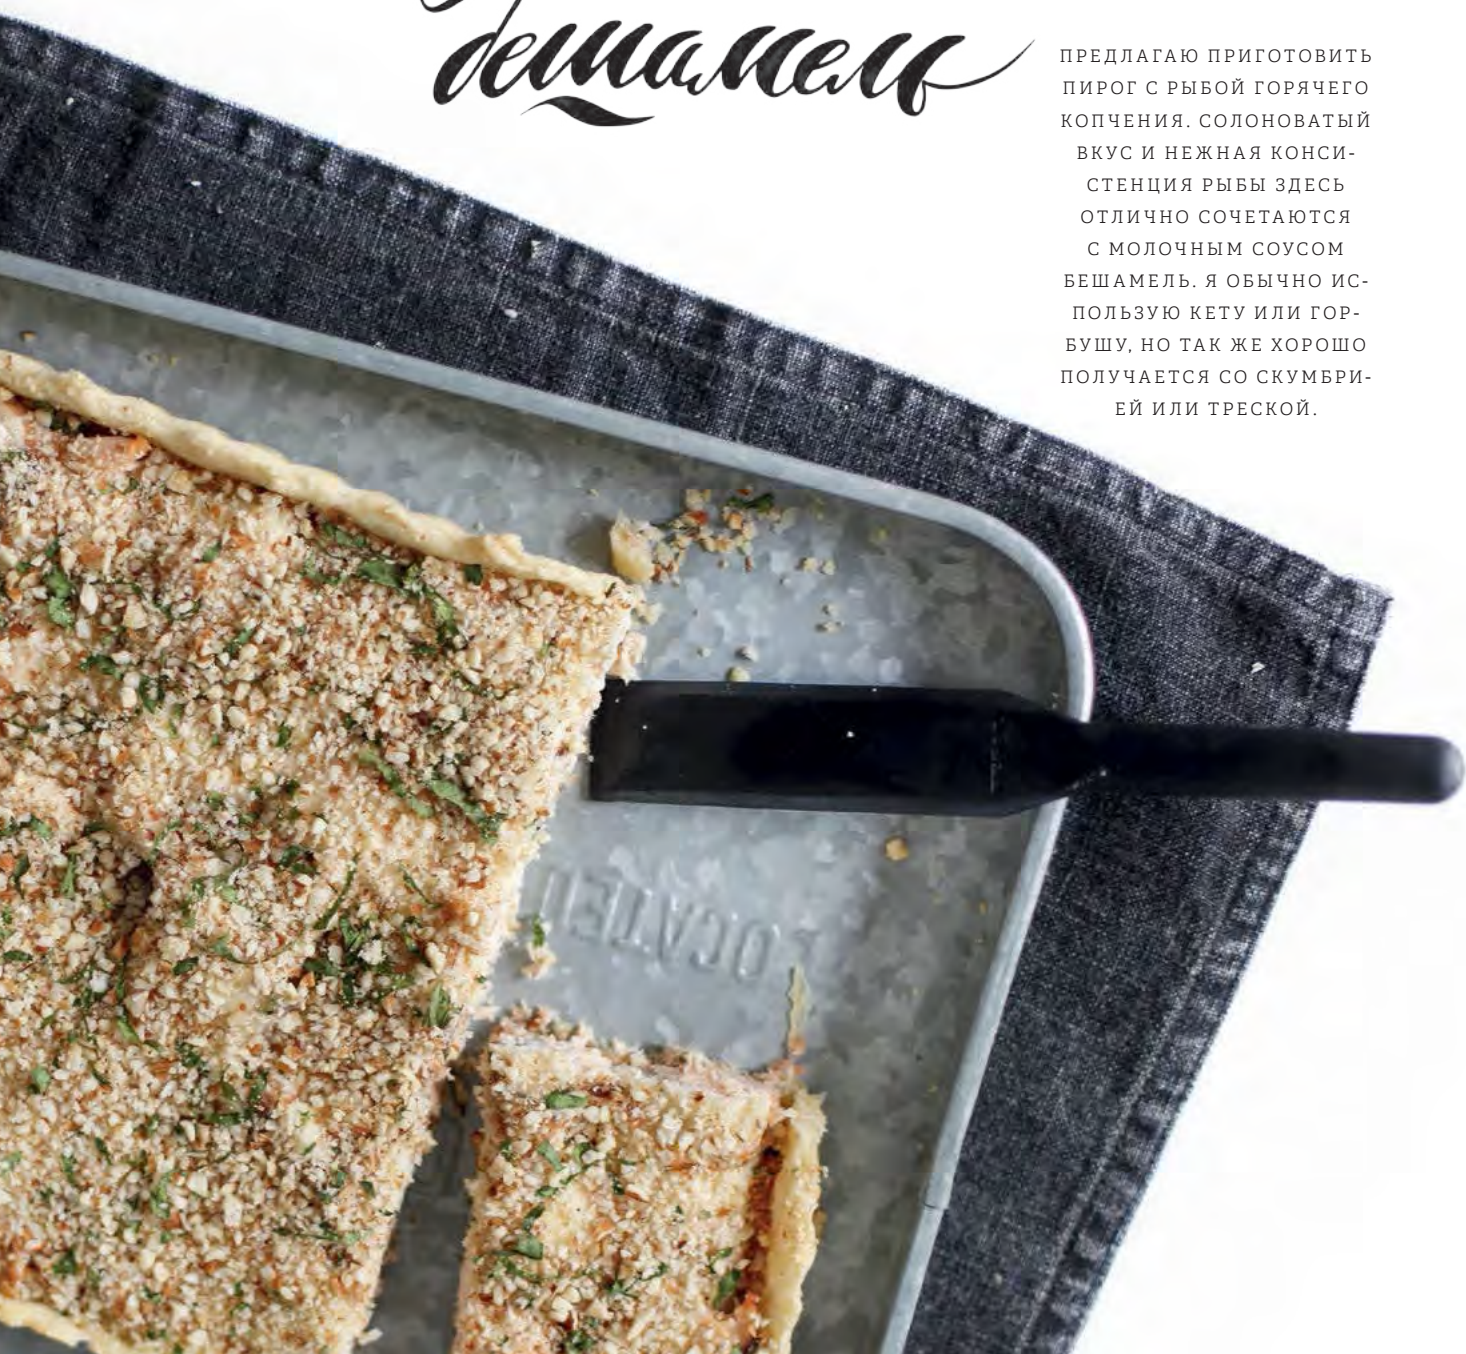 бешамель
ПРЕДЛАГАЮ ПРИГОТОВИТЬ
ПИРОГ С РЫБОЙ ГОРЯЧЕГО
КОПЧЕНИЯ. СОЛОНОВАТЫЙ
ВКУС И НЕЖНАЯ КОНСИ-
СТЕНЦИЯ РЫБЫ ЗДЕСЬ
ОТЛИЧНО СОЧЕТАЮТСЯ
С МОЛОЧНЫМ СОУСОМ
БЕШАМЕЛЬ. Я ОБЫЧНО ИС-
ПОЛЬЗУЮ КЕТУ ИЛИ ГОР-
БУШУ, НО ТАК ЖЕ ХОРОШО
ПОЛУЧАЕТСЯ СО СКУМБРИ-
ЕЙ ИЛИ ТРЕСКОЙ.